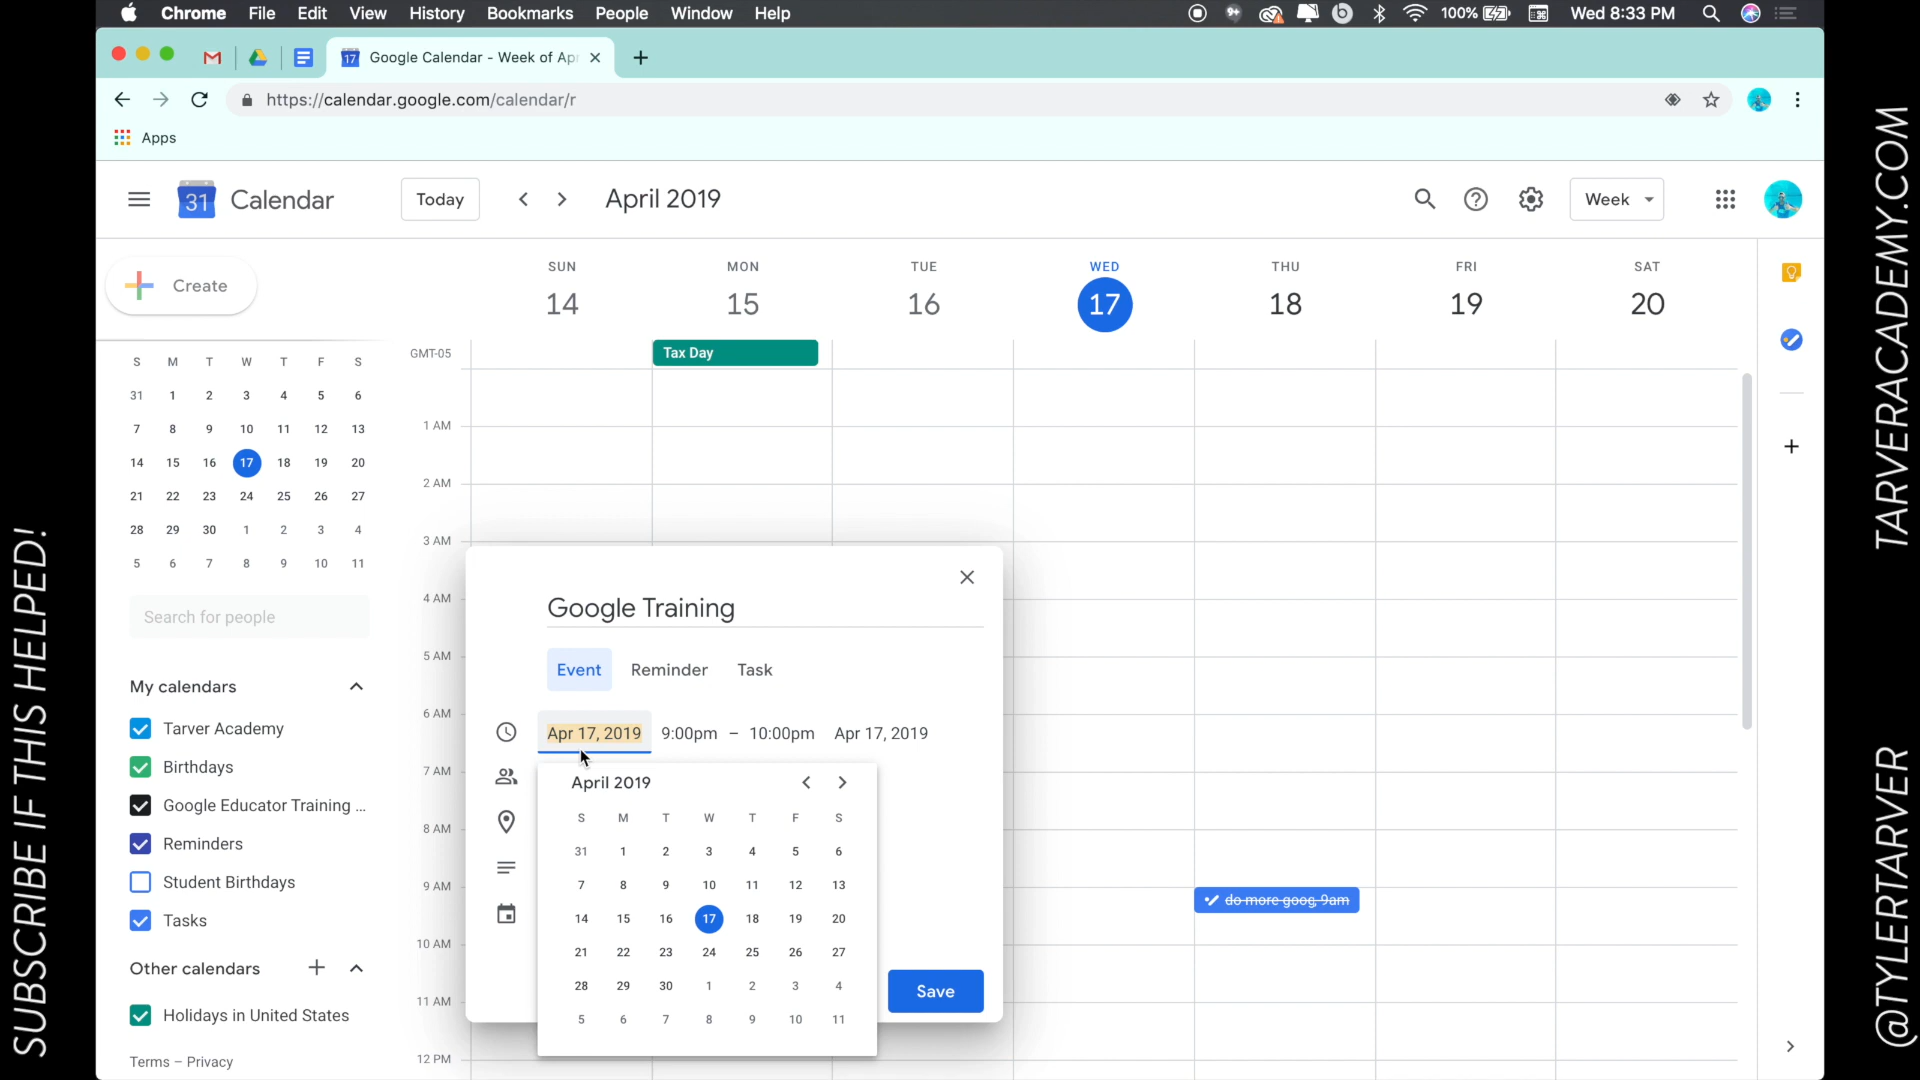 Chrome File Edit View History Bookmarks People Window Help
9+ 100% Wed 8:33 PM
17 Google Calendar - Week of Apr
https://calendar.google.com/calendar/r
Apps
31 Calendar Today April 2019 Week
Create
SUN MON TUE WED THU FRI SAT
14 15 16 17 18 19 20
GMT-05 Tax Day
S M T W T F S
31 1 2 3 4 5 6
7 8 9 10 11 12 13
14 15 16 17 18 19 20
21 22 23 24 25 26 27
28 29 30 1 2 3 4
5 6 7 8 9 10 11
Search for people
My calendars
Tarver Academy
Birthdays
Google Educator Training ...
Reminders
Student Birthdays
Tasks
Other calendars
Holidays in United States
Terms – Privacy
1 AM
2 AM
3 AM
4 AM
5 AM
6 AM
7 AM
8 AM
9 AM
10 AM
11 AM
12 PM
do more goog, 9am
Google Training
Event Reminder Task
Apr 17, 2019 9:00pm – 10:00pm Apr 17, 2019
April 2019
S M T W T F S
31 1 2 3 4 5 6
7 8 9 10 11 12 13
14 15 16 17 18 19 20
21 22 23 24 25 26 27
28 29 30 1 2 3 4
5 6 7 8 9 10 11
Save
SUBSCRIBE IF THIS HELPED!
TARVERACADEMY.COM
@TYLERTARVER